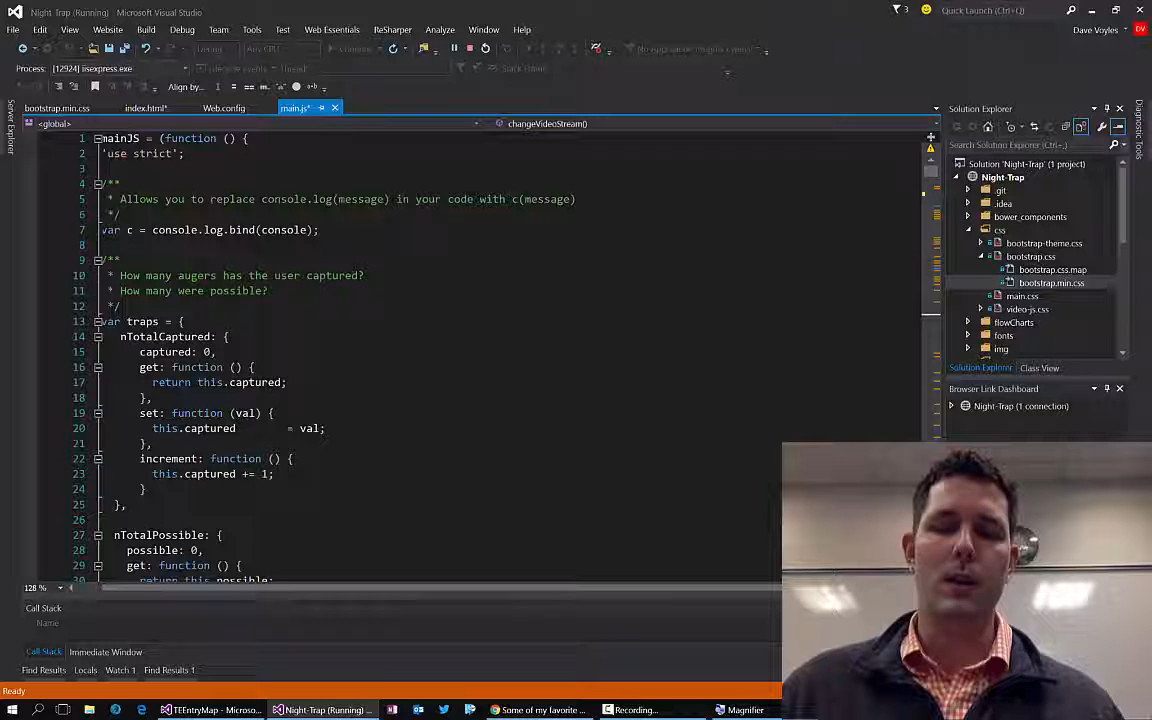 Night Trap (Running) - Microsoft Visual Studio
3
Quick Launch (Ctrl+Q)
File Edit View Website Build Debug Team Tools Test Web Essentials ReSharper Analyze Window Help
Dave Voyles
DV
Process: [12924] iisexpress.exe
Stack Frame:
Align by...
bootstrap.min.css index.html* Web.config main.js*
<global> changeVideoStream()
1 mainJS = (function () {
2 'use strict';
3
4 /**
5 * Allows you to replace console.log(message) in your code with c(message)
6 */
7 var c = console.log.bind(console);
8
9 /**
10 * How many augers has the user captured?
11 * How many were possible?
12 */
13 var traps = {
14 nTotalCaptured: {
15 captured: 0,
16 get: function () {
17 return this.captured;
18 },
19 set: function (val) {
20 this.captured = val;
21 },
22 increment: function () {
23 this.captured += 1;
24 }
25 },
26
27 nTotalPossible: {
28 possible: 0,
29 get: function () {
30 return this.possible;
128 %
Server Explorer
Diagnostic Tools
Solution Explorer
Search Solution Explorer (Ctrl+;)
Solution 'Night-Trap' (1 project)
Night-Trap
.git
.idea
bower_components
css
bootstrap-theme.css
bootstrap.css
bootstrap.css.map
bootstrap.min.css
main.css
video-js.css
flowCharts
fonts
img
Solution Explorer Class View
Browser Link Dashboard
Night-Trap (1 connection)
Call Stack
Name
Call Stack Immediate Window
Find Results Locals Watch 1 Find Results 1
Ready
TEEntryMap - Microso... Night-Trap (Running) ... Some of my favorite ... Recording... Magnifier